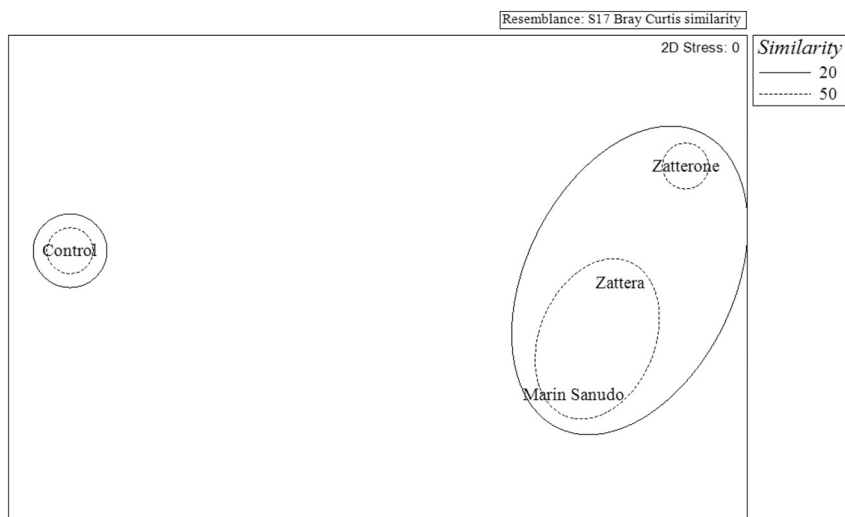 Resemblance: S17 Bray Curtis similarity
2D Stress: 0
Similarity
20
50
Zatterone
Control
Zattera
Marin Sanudo